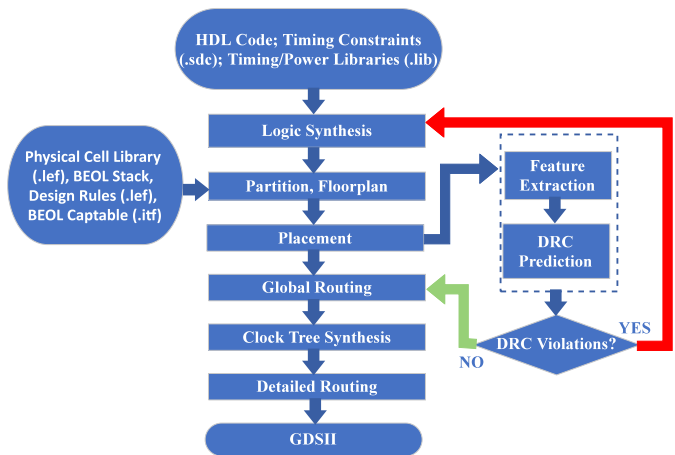 HDL Code; Timing Constraints
(.sdc); Timing/Power Libraries (.lib)
Logic Synthesis
Physical Cell Library
(.lef), BEOL Stack,
Design Rules (.lef),
BEOL Captable (.itf)
Partition, Floorplan
Placement
Feature
Extraction
DRC
Prediction
Global Routing
DRC Violations?
YES
NO
Clock Tree Synthesis
Detailed Routing
GDSII